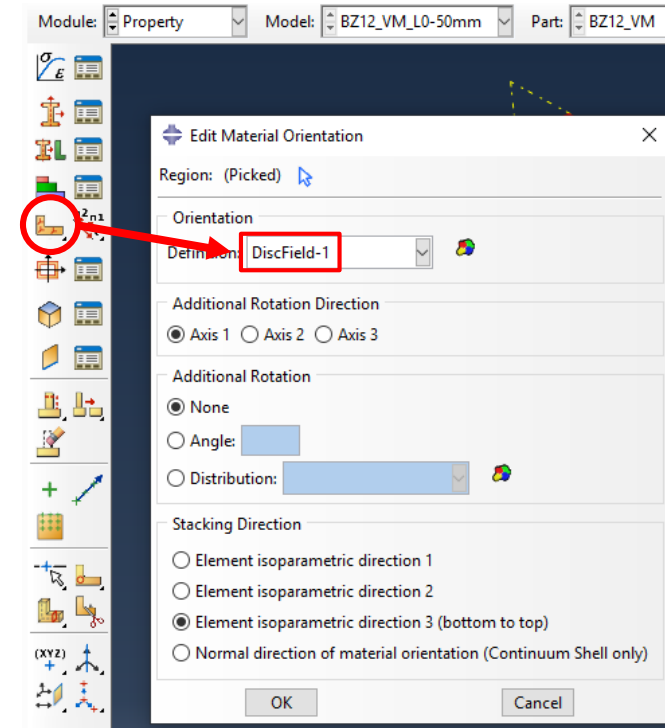 Module: Property Model: BZ12_VM_L0-50mm Part: BZ12_VM
σ ε
Edit Material Orientation
Region: (Picked)
Orientation
Definition: DiscField-1
Additional Rotation Direction
Axis 1 Axis 2 Axis 3
Additional Rotation
None
Angle:
Distribution:
Stacking Direction
Element isoparametric direction 1
Element isoparametric direction 2
Element isoparametric direction 3 (bottom to top)
Normal direction of material orientation (Continuum Shell only)
(XYZ)
OK Cancel